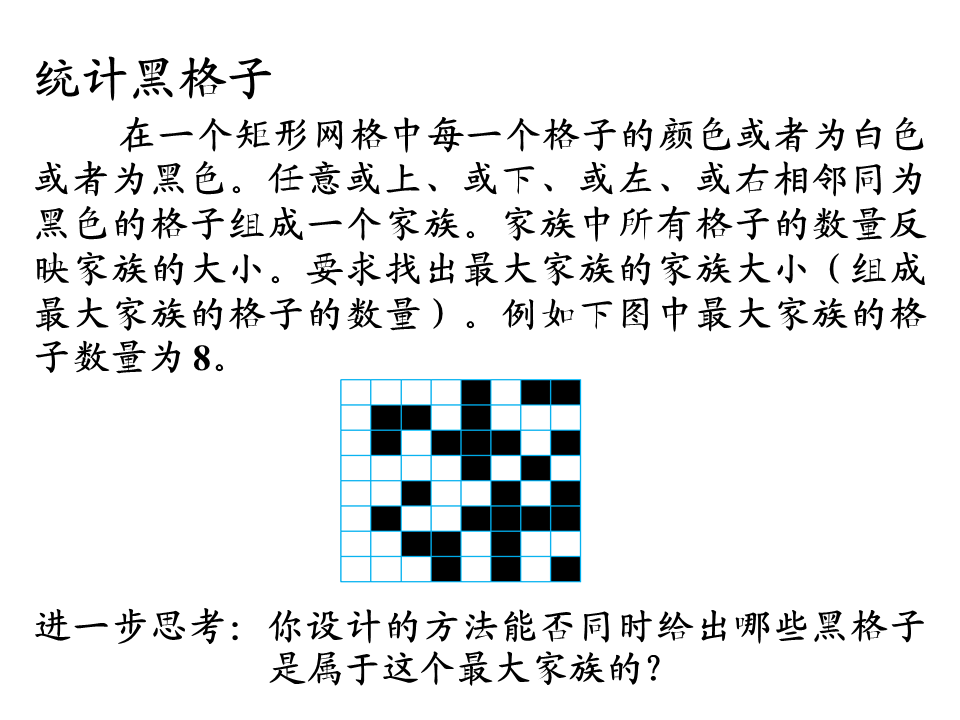 统计黑格子
在一个矩形网格中每一个格子的颜色或者为白色
或者为黑色。任意或上、或下、或左、或右相邻同为
黑色的格子组成一个家族。家族中所有格子的数量反
映家族的大小。要求找出最大家族的家族大小（组成
最大家族的格子的数量）。例如下图中最大家族的格
子数量为 8。
进一步思考：你设计的方法能否同时给出哪些黑格子
是属于这个最大家族的？